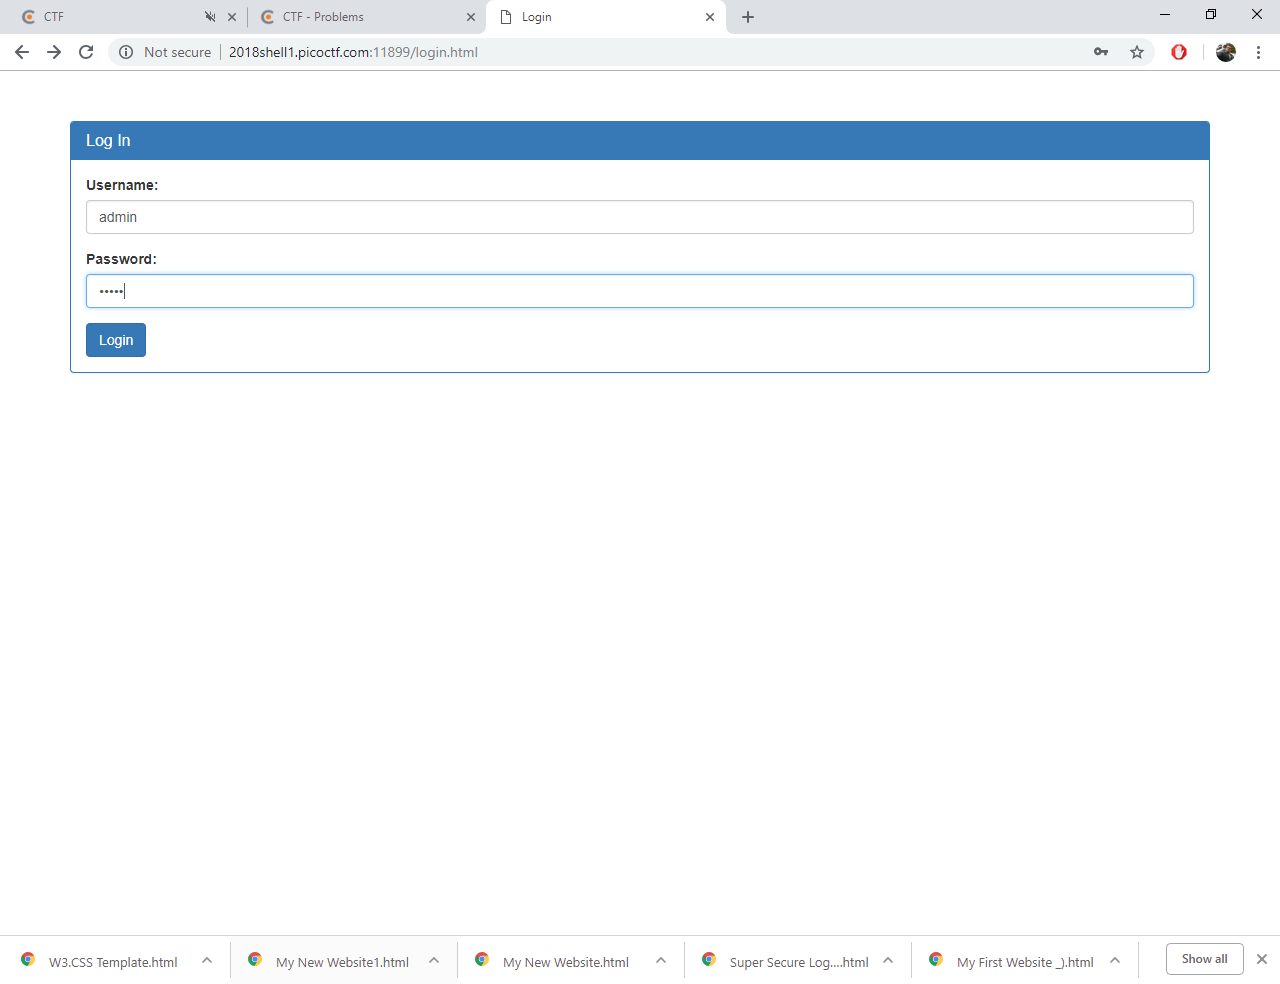 CTF
CTF - Problems
Login
Not secure
2018shell1.picoctf.com:11899/login.html
Log In
Username:
admin
Password:
•••••
Login
W3.CSS Template.html
My New Website1.html
My New Website.html
Super Secure Log....html
My First Website _).html
Show all